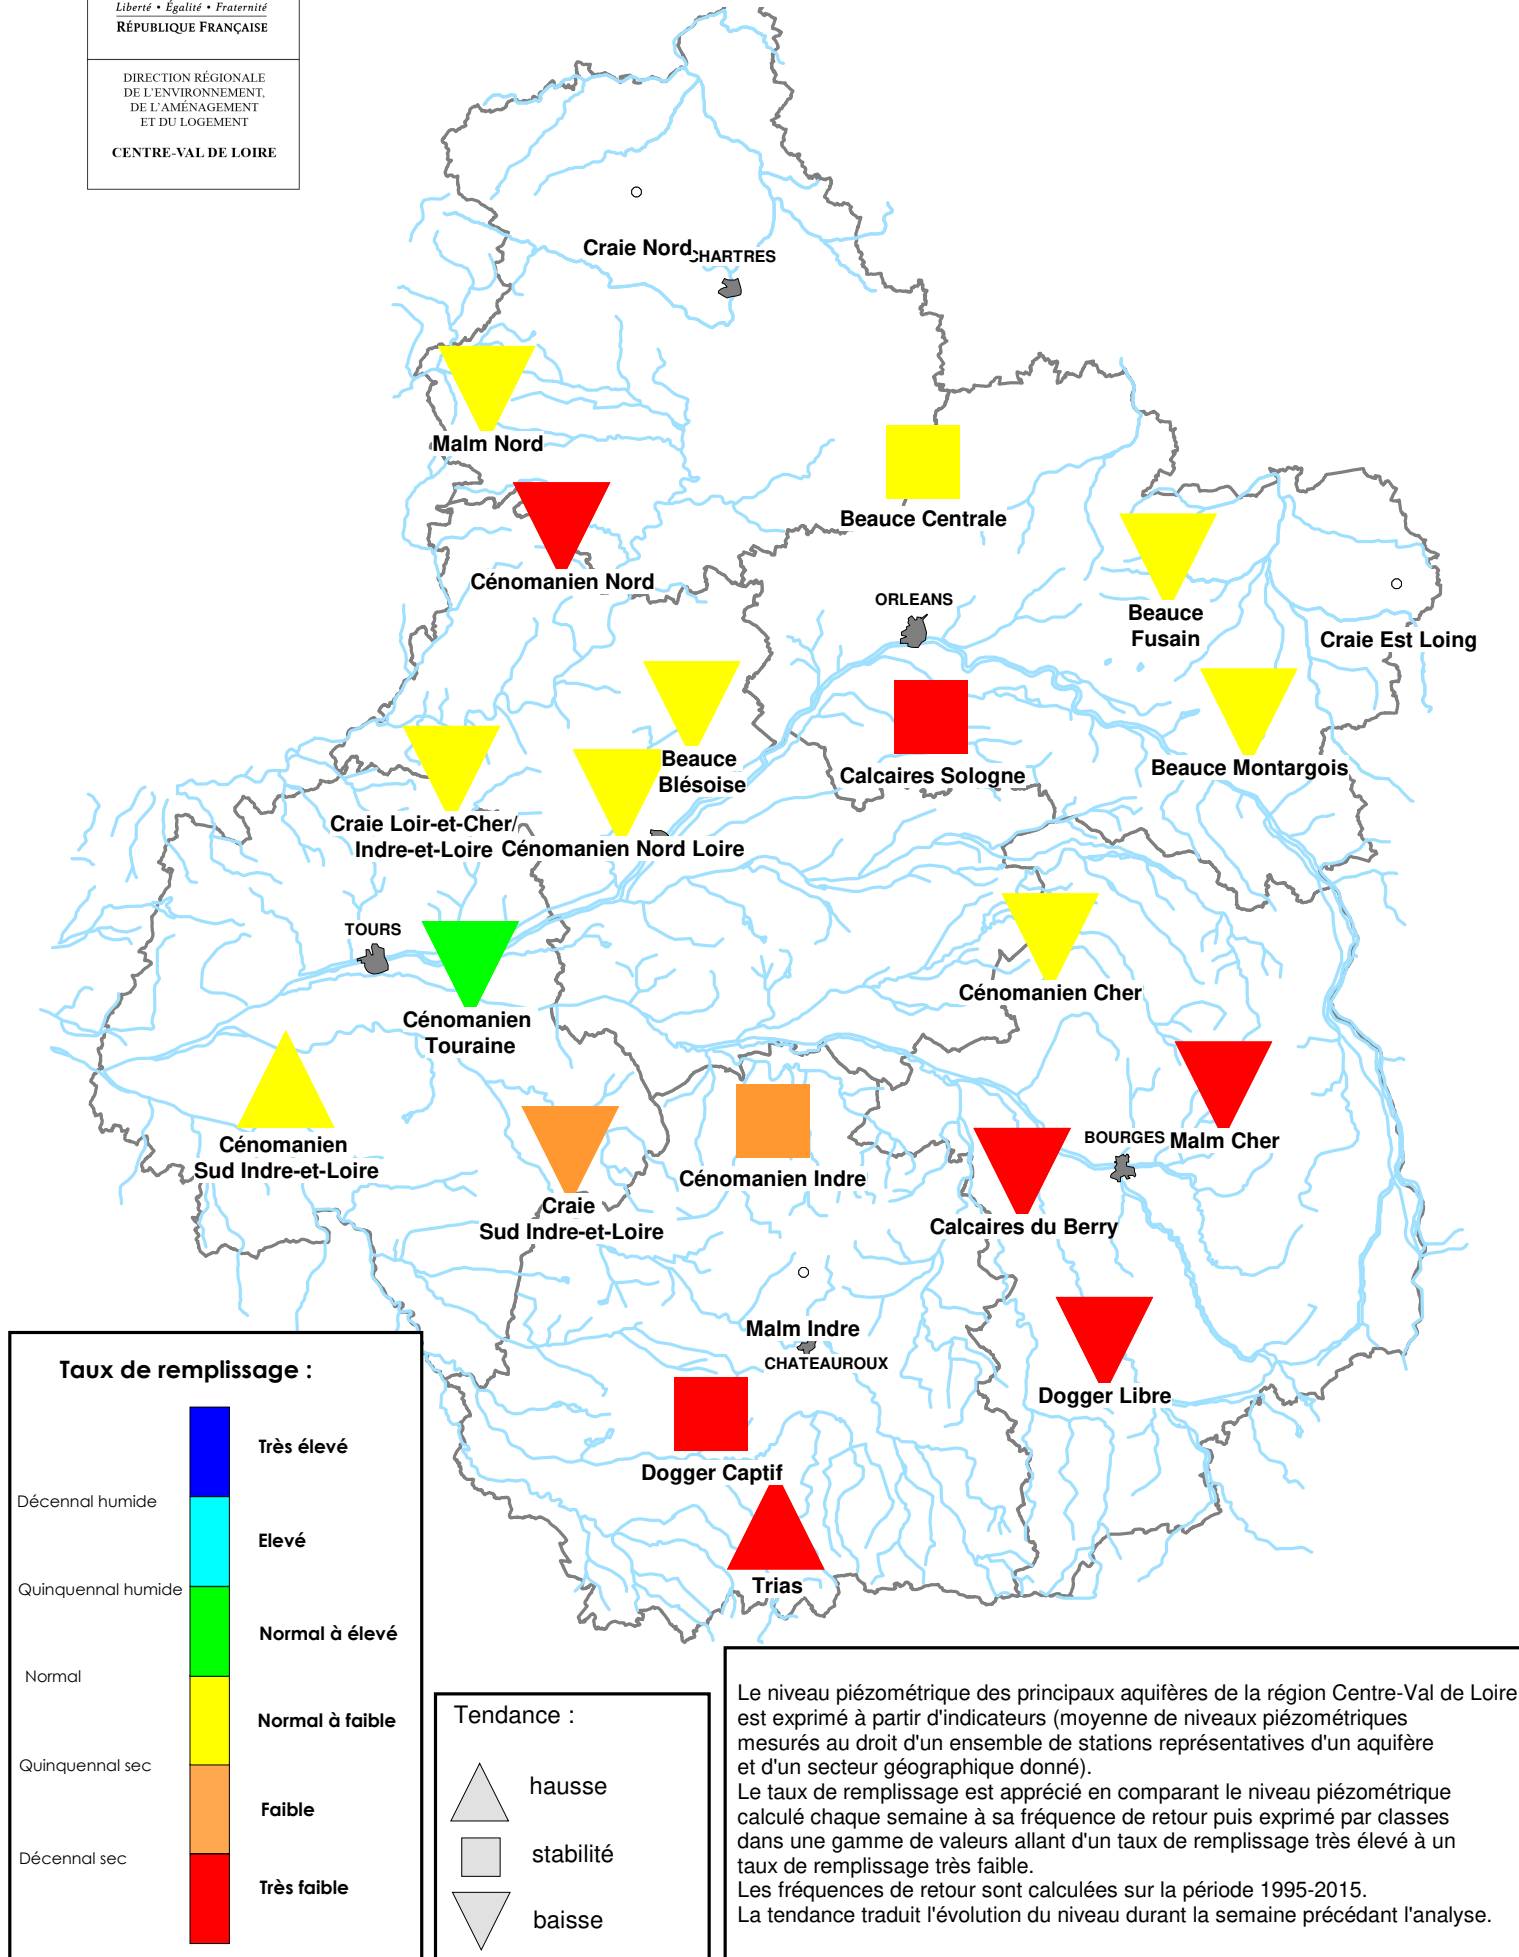 Liberté • Égalité • Fraternité
RÉPUBLIQUE FRANÇAISE
DIRECTION RÉGIONALE
DE L'ENVIRONNEMENT,
DE L'AMÉNAGEMENT
ET DU LOGEMENT
CENTRE-VAL DE LOIRE
Craie Nord
CHARTRES
Malm Nord
Beauce Centrale
Cénomanien Nord
ORLEANS
Beauce
Fusain
Craie Est Loing
Beauce
Blésoise
Calcaires Sologne
Beauce Montargois
Craie Loir-et-Cher/
Indre-et-Loire
Cénomanien Nord Loire
TOURS
Cénomanien Cher
Cénomanien
Touraine
Cénomanien
Sud Indre-et-Loire
BOURGES
Malm Cher
Cénomanien Indre
Craie
Sud Indre-et-Loire
Calcaires du Berry
Malm Indre
CHATEAUROUX
Dogger Libre
Dogger Captif
Trias
Taux de remplissage :
Très élevé
Décennal humide
Elevé
Quinquennal humide
Normal à élevé
Normal
Normal à faible
Quinquennal sec
Faible
Décennal sec
Très faible
Tendance :
hausse
stabilité
baisse
Le niveau piézométrique des principaux aquifères de la région Centre-Val de Loire
est exprimé à partir d'indicateurs (moyenne de niveaux piézométriques
mesurés au droit d'un ensemble de stations représentatives d'un aquifère
et d'un secteur géographique donné).
Le taux de remplissage est apprécié en comparant le niveau piézométrique
calculé chaque semaine à sa fréquence de retour puis exprimé par classes
dans une gamme de valeurs allant d'un taux de remplissage très élevé à un
taux de remplissage très faible.
Les fréquences de retour sont calculées sur la période 1995-2015.
La tendance traduit l'évolution du niveau durant la semaine précédant l'analyse.